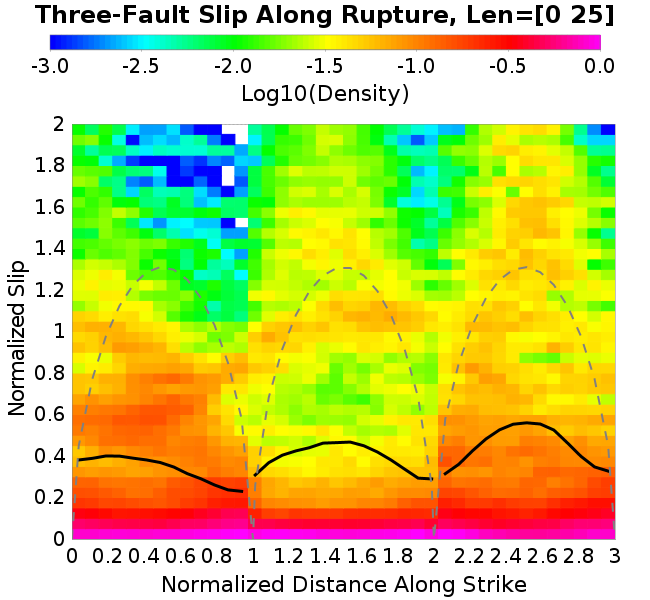 Three-Fault Slip Along Rupture, Len=[0 25]
-3.0 -2.5 -2.0 -1.5 -1.0 -0.5 0.0
Log10(Density)
2
1.8
1.6
1.4
1.2
1
0.8
0.6
0.4
0.2
0
Normalized Slip
0 0.2 0.4 0.6 0.8 1 1.2 1.4 1.6 1.8 2 2.2 2.4 2.6 2.8 3
Normalized Distance Along Strike